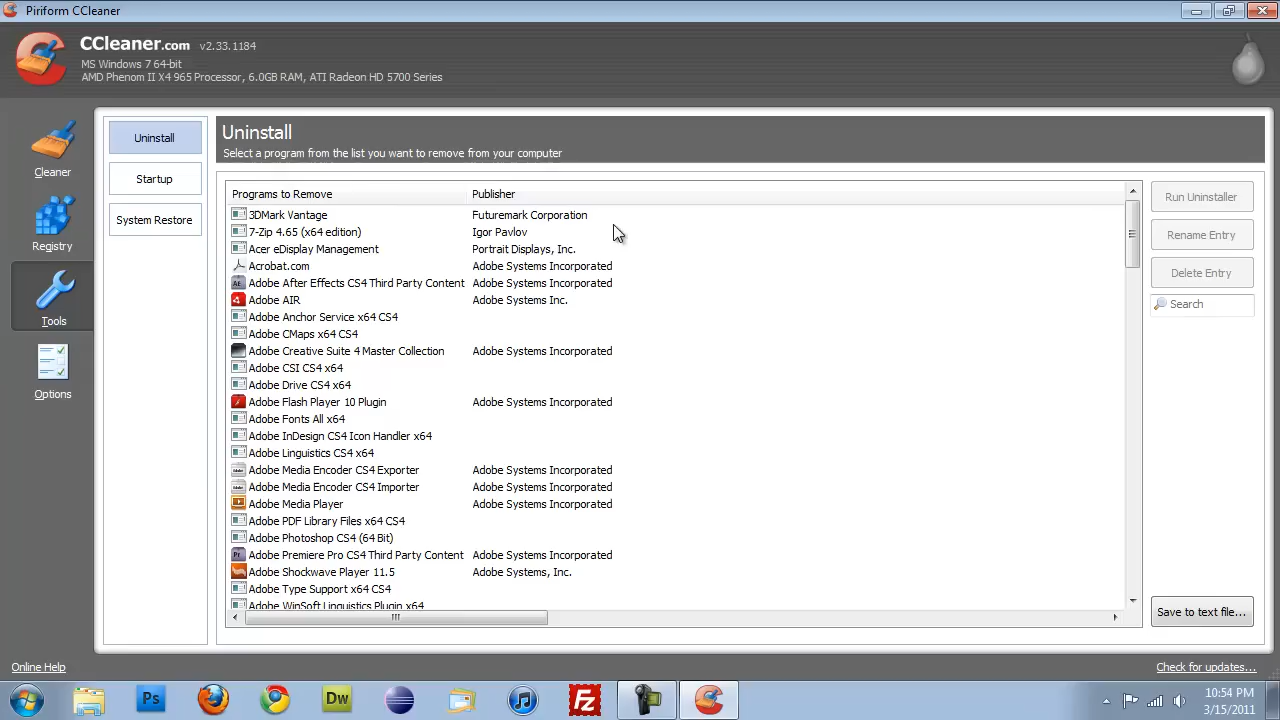 Piriform CCleaner
CCleaner.com v2.33.1184
MS Windows 7 64-bit
AMD Phenom II X4 965 Processor, 6.0GB RAM, ATI Radeon HD 5700 Series
Cleaner
Registry
Tools
Options
Uninstall
Startup
System Restore
Uninstall
Select a program from the list you want to remove from your computer
Programs to Remove Publisher
3DMark Vantage Futuremark Corporation
7-Zip 4.65 (x64 edition) Igor Pavlov
Acer eDisplay Management Portrait Displays, Inc.
Acrobat.com Adobe Systems Incorporated
Adobe After Effects CS4 Third Party Content Adobe Systems Incorporated
Adobe AIR Adobe Systems Inc.
Adobe Anchor Service x64 CS4
Adobe CMaps x64 CS4
Adobe Creative Suite 4 Master Collection Adobe Systems Incorporated
Adobe CSI CS4 x64
Adobe Drive CS4 x64
Adobe Flash Player 10 Plugin Adobe Systems Incorporated
Adobe Fonts All x64
Adobe InDesign CS4 Icon Handler x64
Adobe Linguistics CS4 x64
Adobe Media Encoder CS4 Exporter Adobe Systems Incorporated
Adobe Media Encoder CS4 Importer Adobe Systems Incorporated
Adobe Media Player Adobe Systems Incorporated
Adobe PDF Library Files x64 CS4
Adobe Photoshop CS4 (64 Bit)
Adobe Premiere Pro CS4 Third Party Content Adobe Systems Incorporated
Adobe Shockwave Player 11.5 Adobe Systems, Inc.
Adobe Type Support x64 CS4
Adobe WinSoft Linguistics Plugin x64
Run Uninstaller
Rename Entry
Delete Entry
Search
Save to text file...
Online Help
Check for updates...
Ps
Dw
Fz
10:54 PM
3/15/2011